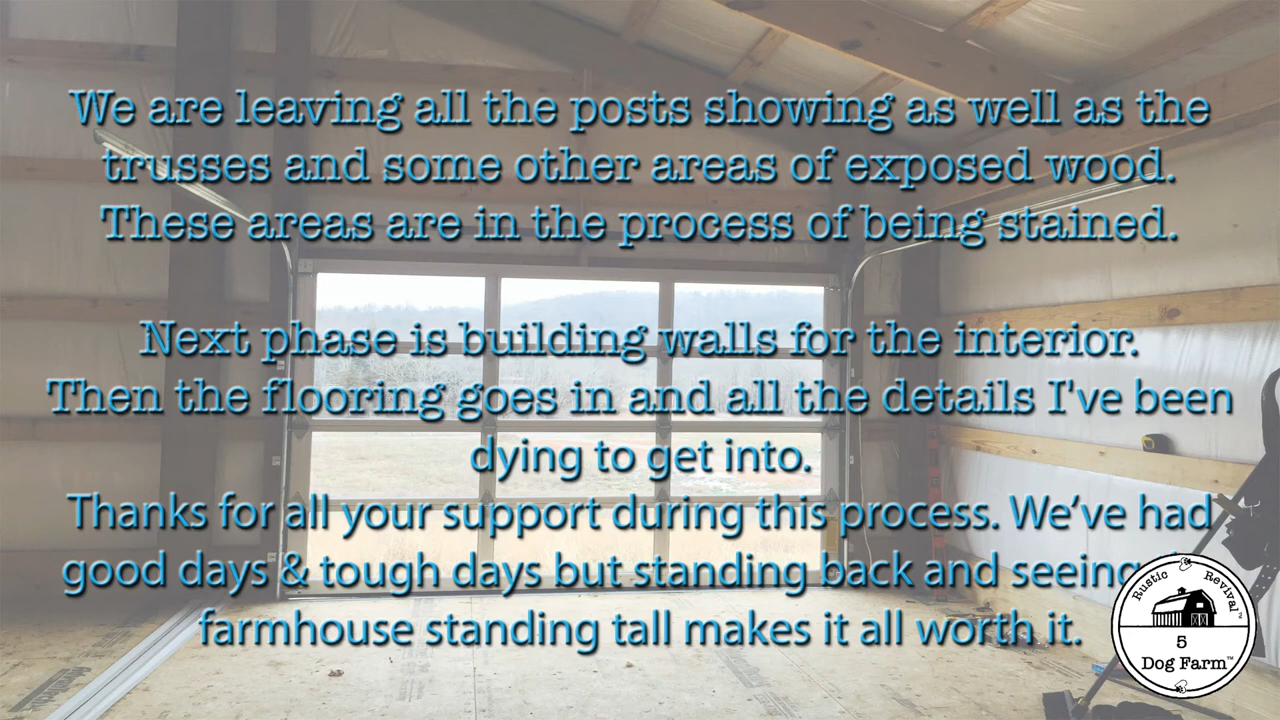 We are leaving all the posts showing as well as the
trusses and some other areas of exposed wood.
These areas are in the process of being stained.
Next phase is building walls for the interior.
Then the flooring goes in and all the details I've been
dying to get into.
Thanks for all your support during this process. We’ve had
good days & tough days but standing back and seeing
farmhouse standing tall makes it all worth it.
Rustic Revival™
5
Dog Farm™